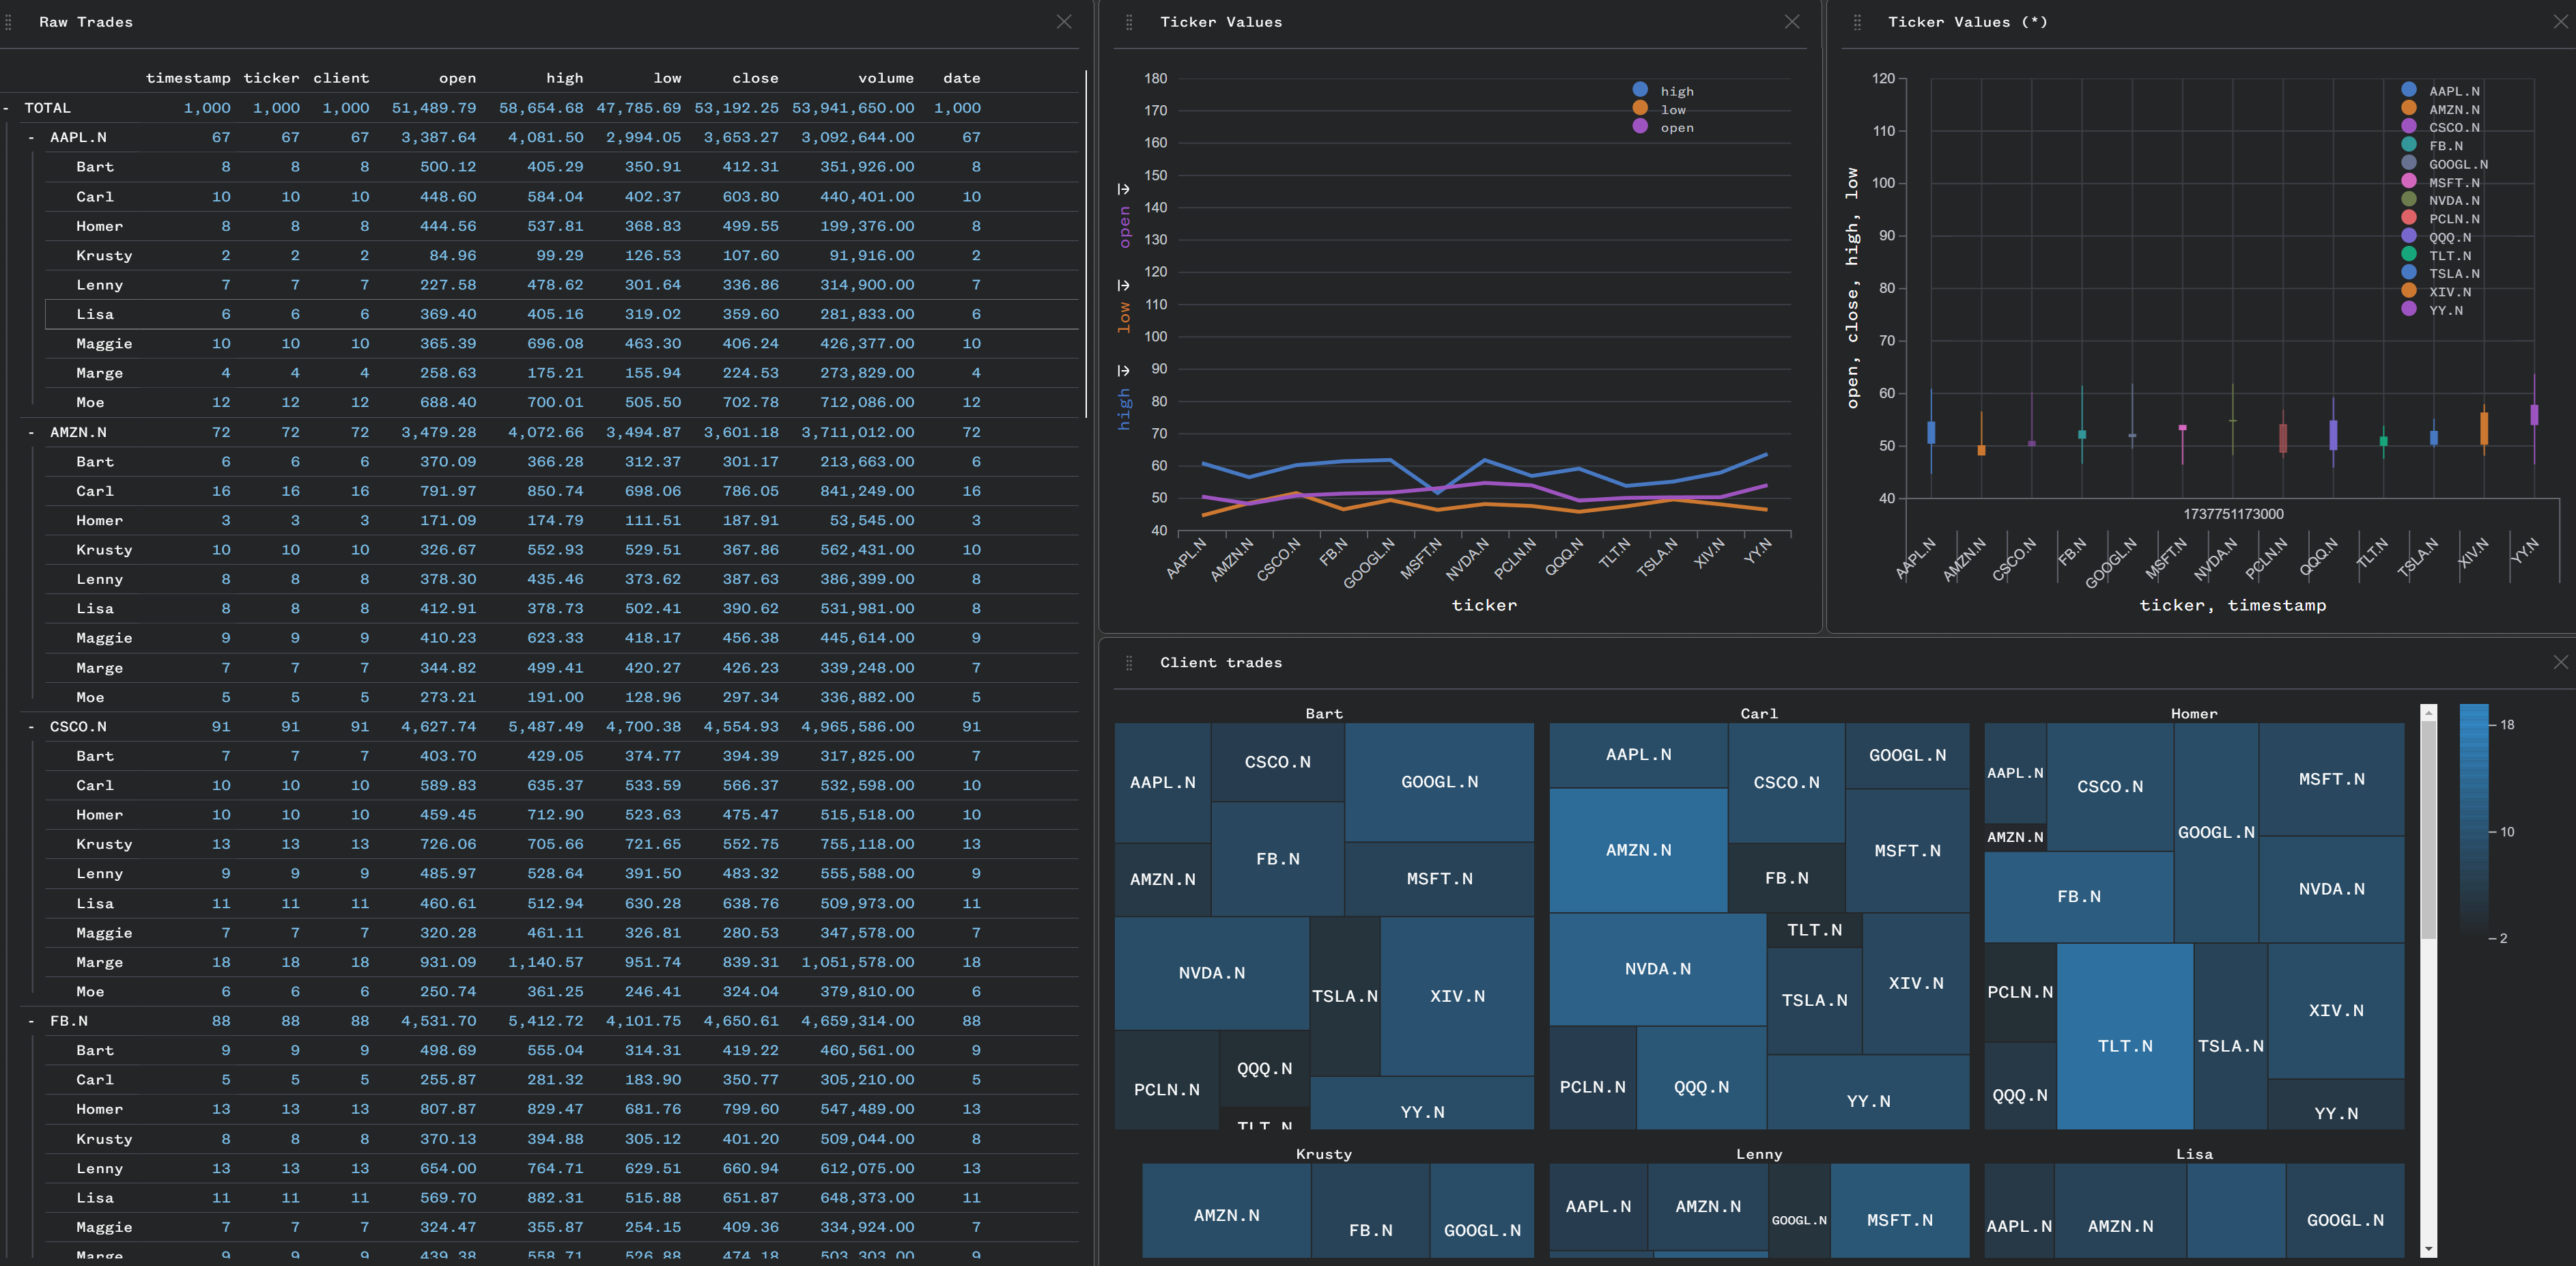 Raw Trades
timestamp ticker client open high low close volume date
- TOTAL 1,000 1,000 1,000 51,489.79 58,654.68 47,785.69 53,192.25 53,941,650.00 1,000
- AAPL.N 67 67 67 3,387.64 4,081.50 2,994.05 3,653.27 3,092,644.00 67
Bart 8 8 8 500.12 405.29 350.91 412.31 351,926.00 8
Carl 10 10 10 448.60 584.04 402.37 603.80 440,401.00 10
Homer 8 8 8 444.56 537.81 368.83 499.55 199,376.00 8
Krusty 2 2 2 84.96 99.29 126.53 107.60 91,916.00 2
Lenny 7 7 7 227.58 478.62 301.64 336.86 314,900.00 7
Lisa 6 6 6 369.40 405.16 319.02 359.60 281,833.00 6
Maggie 10 10 10 365.39 696.08 463.30 406.24 426,377.00 10
Marge 4 4 4 258.63 175.21 155.94 224.53 273,829.00 4
Moe 12 12 12 688.40 700.01 505.50 702.78 712,086.00 12
- AMZN.N 72 72 72 3,479.28 4,072.66 3,494.87 3,601.18 3,711,012.00 72
Bart 6 6 6 370.09 366.28 312.37 301.17 213,663.00 6
Carl 16 16 16 791.97 850.74 698.06 786.05 841,249.00 16
Homer 3 3 3 171.09 174.79 111.51 187.91 53,545.00 3
Krusty 10 10 10 326.67 552.93 529.51 367.86 562,431.00 10
Lenny 8 8 8 378.30 435.46 373.62 387.63 386,399.00 8
Lisa 8 8 8 412.91 378.73 502.41 390.62 531,981.00 8
Maggie 9 9 9 410.23 623.33 418.17 456.38 445,614.00 9
Marge 7 7 7 344.82 499.41 420.27 426.23 339,248.00 7
Moe 5 5 5 273.21 191.00 128.96 297.34 336,882.00 5
- CSCO.N 91 91 91 4,627.74 5,487.49 4,700.38 4,554.93 4,965,586.00 91
Bart 7 7 7 403.70 429.05 374.77 394.39 317,825.00 7
Carl 10 10 10 589.83 635.37 533.59 566.37 532,598.00 10
Homer 10 10 10 459.45 712.90 523.63 475.47 515,518.00 10
Krusty 13 13 13 726.06 705.66 721.65 552.75 755,118.00 13
Lenny 9 9 9 485.97 528.64 391.50 483.32 555,588.00 9
Lisa 11 11 11 460.61 512.94 630.28 638.76 509,973.00 11
Maggie 7 7 7 320.28 461.11 326.81 280.53 347,578.00 7
Marge 18 18 18 931.09 1,140.57 951.74 839.31 1,051,578.00 18
Moe 6 6 6 250.74 361.25 246.41 324.04 379,810.00 6
- FB.N 88 88 88 4,531.70 5,412.72 4,101.75 4,650.61 4,659,314.00 88
Bart 9 9 9 498.69 555.04 314.31 419.22 460,561.00 9
Carl 5 5 5 255.87 281.32 183.90 350.77 305,210.00 5
Homer 13 13 13 807.87 829.47 681.76 799.60 547,489.00 13
Krusty 8 8 8 370.13 394.88 305.12 401.20 509,044.00 8
Lenny 13 13 13 654.00 764.71 629.51 660.94 612,075.00 13
Lisa 11 11 11 569.70 882.31 515.88 651.87 648,373.00 11
Maggie 7 7 7 324.47 355.87 254.15 409.36 334,924.00 7
Marge 9 9 9 439.38 558.71 526.88 474.18 503,303.00 9
Ticker Values
high
low
open
180
170
160
150
140
130
120
110
100
90
80
70
60
50
40
open
low
high
AAPL.N AMZN.N CSCO.N FB.N GOOGL.N MSFT.N NVDA.N PCLN.N QQQ.N TLT.N TSLA.N XIV.N YY.N
ticker
Ticker Values (*)
AAPL.N
AMZN.N
CSCO.N
FB.N
GOOGL.N
MSFT.N
NVDA.N
PCLN.N
QQQ.N
TLT.N
TSLA.N
XIV.N
YY.N
120
110
100
90
80
70
60
50
40
open, close, high, low
1737751173000
AAPL.N AMZN.N CSCO.N FB.N GOOGL.N MSFT.N NVDA.N PCLN.N QQQ.N TLT.N TSLA.N XIV.N YY.N
ticker, timestamp
Client trades
Bart
AAPL.N
CSCO.N
GOOGL.N
AMZN.N
FB.N
MSFT.N
NVDA.N
TSLA.N
XIV.N
PCLN.N
QQQ.N
TLT.N
YY.N
Carl
AAPL.N
CSCO.N
GOOGL.N
AMZN.N
FB.N
MSFT.N
NVDA.N
TLT.N
TSLA.N
XIV.N
PCLN.N
QQQ.N
YY.N
Homer
AAPL.N
CSCO.N
GOOGL.N
MSFT.N
AMZN.N
FB.N
NVDA.N
PCLN.N
TLT.N
TSLA.N
XIV.N
QQQ.N
YY.N
Krusty
AMZN.N
FB.N
GOOGL.N
Lenny
AAPL.N
AMZN.N
GOOGL.N
MSFT.N
Lisa
AAPL.N
AMZN.N
GOOGL.N
18
10
2